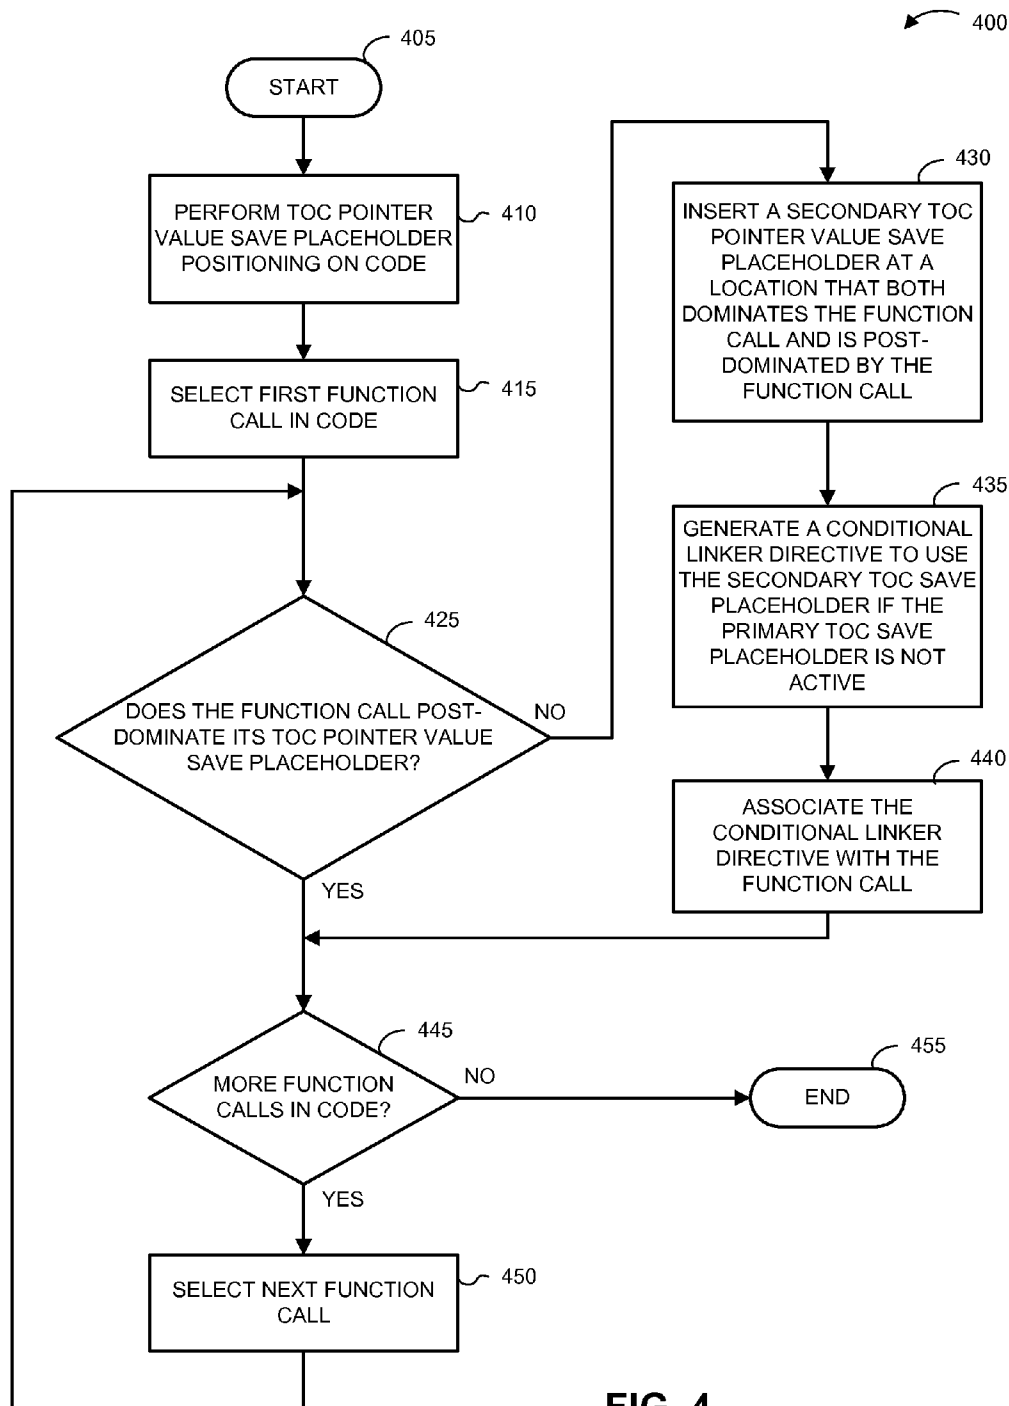 400
405
START
410
PERFORM TOC POINTER
VALUE SAVE PLACEHOLDER
POSITIONING ON CODE
415
SELECT FIRST FUNCTION
CALL IN CODE
425
DOES THE FUNCTION CALL POST-
DOMINATE ITS TOC POINTER VALUE
SAVE PLACEHOLDER?
NO
YES
430
INSERT A SECONDARY TOC
POINTER VALUE SAVE
PLACEHOLDER AT A
LOCATION THAT BOTH
DOMINATES THE FUNCTION
CALL AND IS POST-
DOMINATED BY THE
FUNCTION CALL
435
GENERATE A CONDITIONAL
LINKER DIRECTIVE TO USE
THE SECONDARY TOC SAVE
PLACEHOLDER IF THE
PRIMARY TOC SAVE
PLACEHOLDER IS NOT
ACTIVE
440
ASSOCIATE THE
CONDITIONAL LINKER
DIRECTIVE WITH THE
FUNCTION CALL
445
MORE FUNCTION
CALLS IN CODE?
NO
455
END
YES
450
SELECT NEXT FUNCTION
CALL
FIG. 4